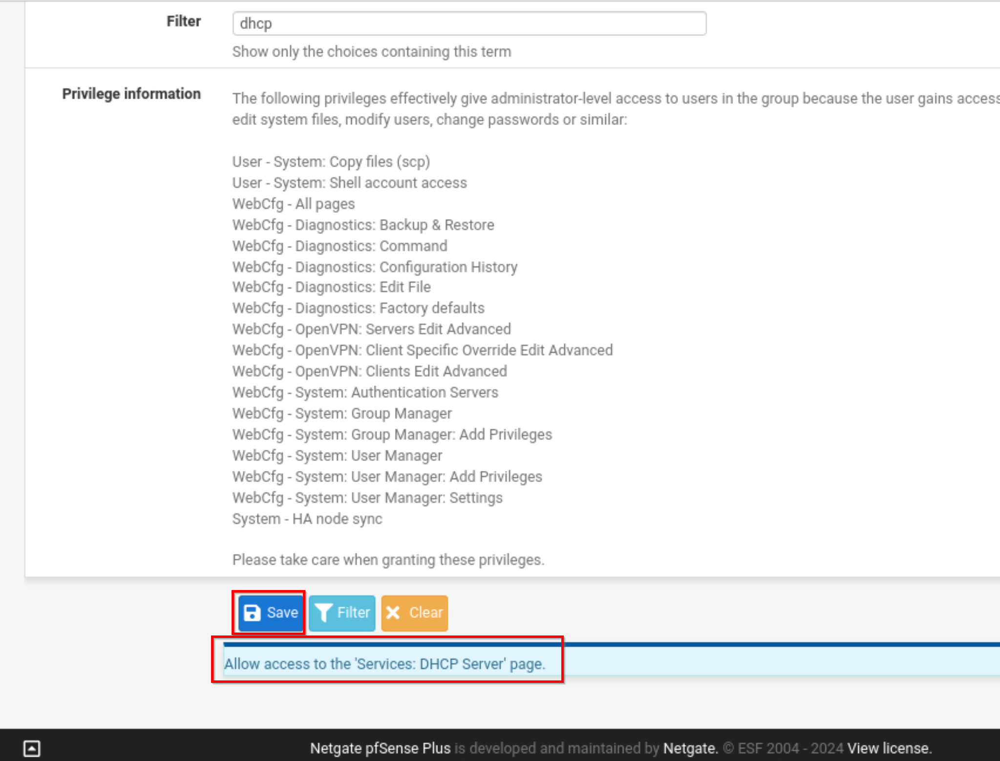 Filter
dhcp
Show only the choices containing this term
Privilege information
The following privileges effectively give administrator-level access to users in the group because the user gains access
edit system files, modify users, change passwords or similar:
User - System: Copy files (scp)
User - System: Shell account access
WebCfg - All pages
WebCfg - Diagnostics: Backup & Restore
WebCfg - Diagnostics: Command
WebCfg - Diagnostics: Configuration History
WebCfg - Diagnostics: Edit File
WebCfg - Diagnostics: Factory defaults
WebCfg - OpenVPN: Servers Edit Advanced
WebCfg - OpenVPN: Client Specific Override Edit Advanced
WebCfg - OpenVPN: Clients Edit Advanced
WebCfg - System: Authentication Servers
WebCfg - System: Group Manager
WebCfg - System: Group Manager: Add Privileges
WebCfg - System: User Manager
WebCfg - System: User Manager: Add Privileges
WebCfg - System: User Manager: Settings
System - HA node sync
Please take care when granting these privileges.
Save Filter Clear
Allow access to the 'Services: DHCP Server' page.
Netgate pfSense Plus is developed and maintained by Netgate. © ESF 2004 - 2024 View license.